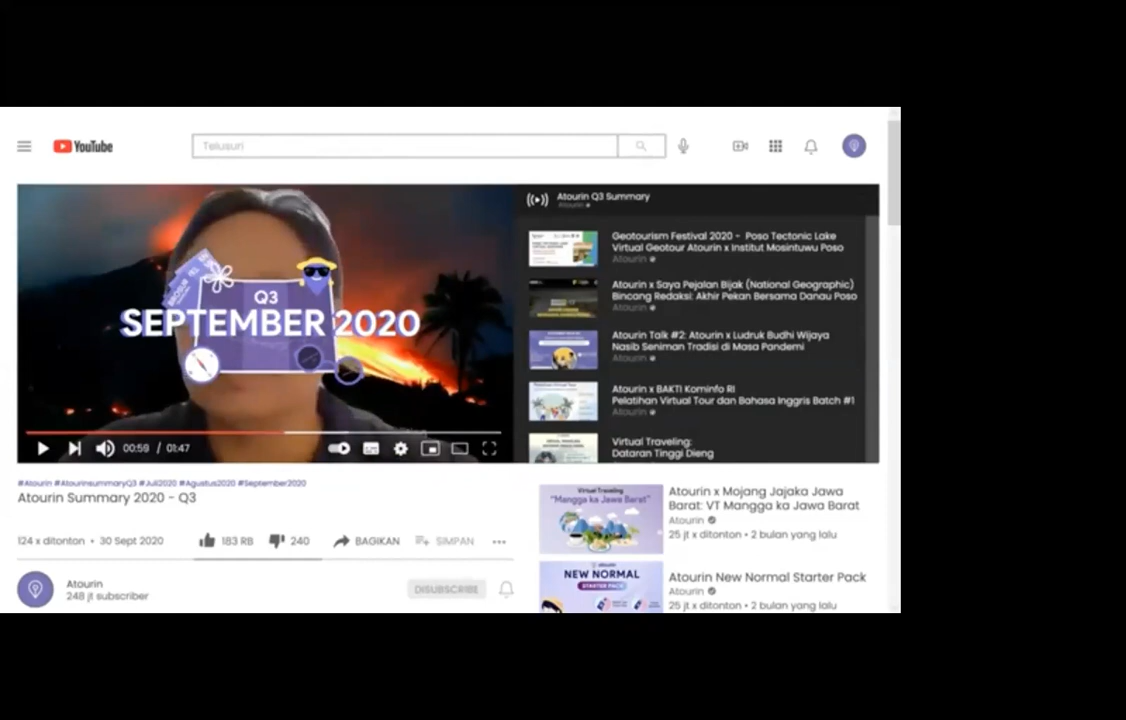 YouTube
Telusuri
Q3
SEPTEMBER 2020
00:59 / 01:47
Atourin Q3 Summary
Atourin
Geotourism Festival 2020 - Poso Tectonic Lake
Virtual Geotour Atourin x Institut Mosintuwu Poso
Atourin
Atourin x Saya Pejalan Bijak (National Geographic)
Bincang Redaksi: Akhir Pekan Bersama Danau Poso
Atourin
Atourin Talk #2: Atourin x Ludruk Budhi Wijaya
Nasib Seniman Tradisi di Masa Pandemi
Atourin
Atourin x BAKTI Kominfo RI
Pelatihan Virtual Tour dan Bahasa Inggris Batch #1
Atourin
Virtual Traveling:
Dataran Tinggi Dieng
#Atourin #AtourinsummaryQ3 #Juli2020 #Agustus2020 #September2020
Atourin Summary 2020 - Q3
124 x ditonton • 30 Sept 2020
183 RB
240
BAGIKAN
SIMPAN
Atourin
248 jt subscriber
DISUBSCRIBE
Virtual Traveling
"Mangga ka Jawa Barat"
Atourin x Mojang Jajaka Jawa
Barat: VT Mangga ka Jawa Barat
Atourin
25 jt x ditonton • 2 bulan yang lalu
atourin
NEW NORMAL
STARTER PACK
Atourin New Normal Starter Pack
Atourin
25 jt x ditonton • 2 bulan yang lalu